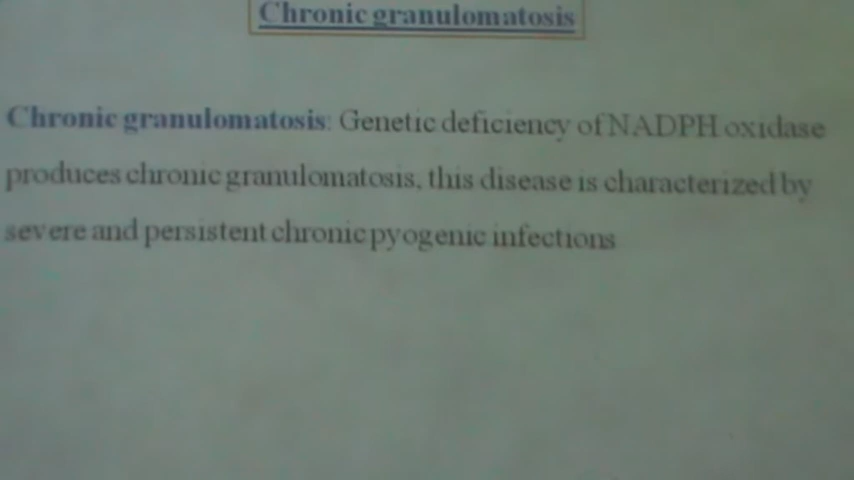 Chronic granulomatosis
Chronic granulomatosis: Genetic deficiency of NADPH oxidase
produces chronic granulomatosis, this disease is characterized by
severe and persistent chronic pyogenic infections